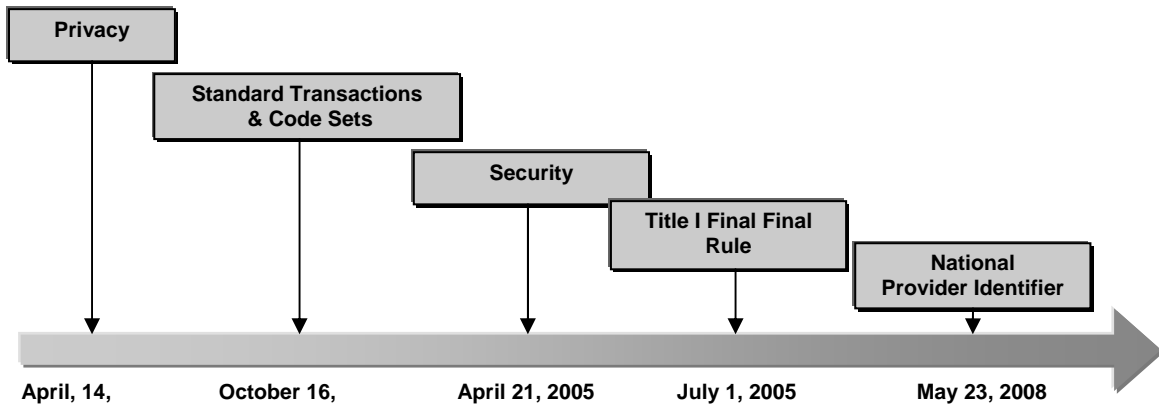 Privacy
Standard Transactions
& Code Sets
Security
Title I Final Final
Rule
National
Provider Identifier
April, 14,
October 16,
April 21, 2005
July 1, 2005
May 23, 2008